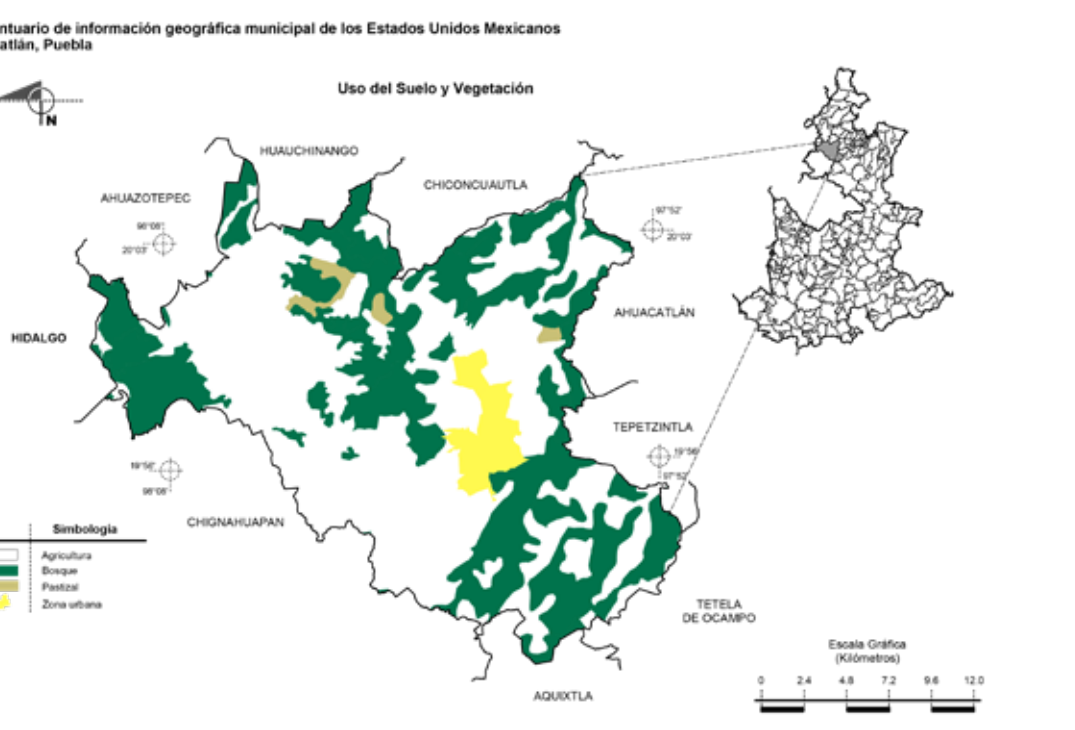 ntuario de información geográfica municipal de los Estados Unidos Mexicanos
atlán, Puebla
Uso del Suelo y Vegetación
N
HUAUCHINANGO
CHICONCUAUTLA
AHUAZOTEPEC
98°08'
20°03'
97°52'
20°03'
AHUACATLÁN
HIDALGO
TEPETZINTLA
19°56'
97°52'
19°56'
98°08'
CHIGNAHUAPAN
Simbología
Agricultura
Bosque
Pastizal
Zona urbana
TETELA
DE OCAMPO
AQUIXTLA
Escala Gráfica
(Kilómetros)
0 2.4 4.8 7.2 9.6 12.0